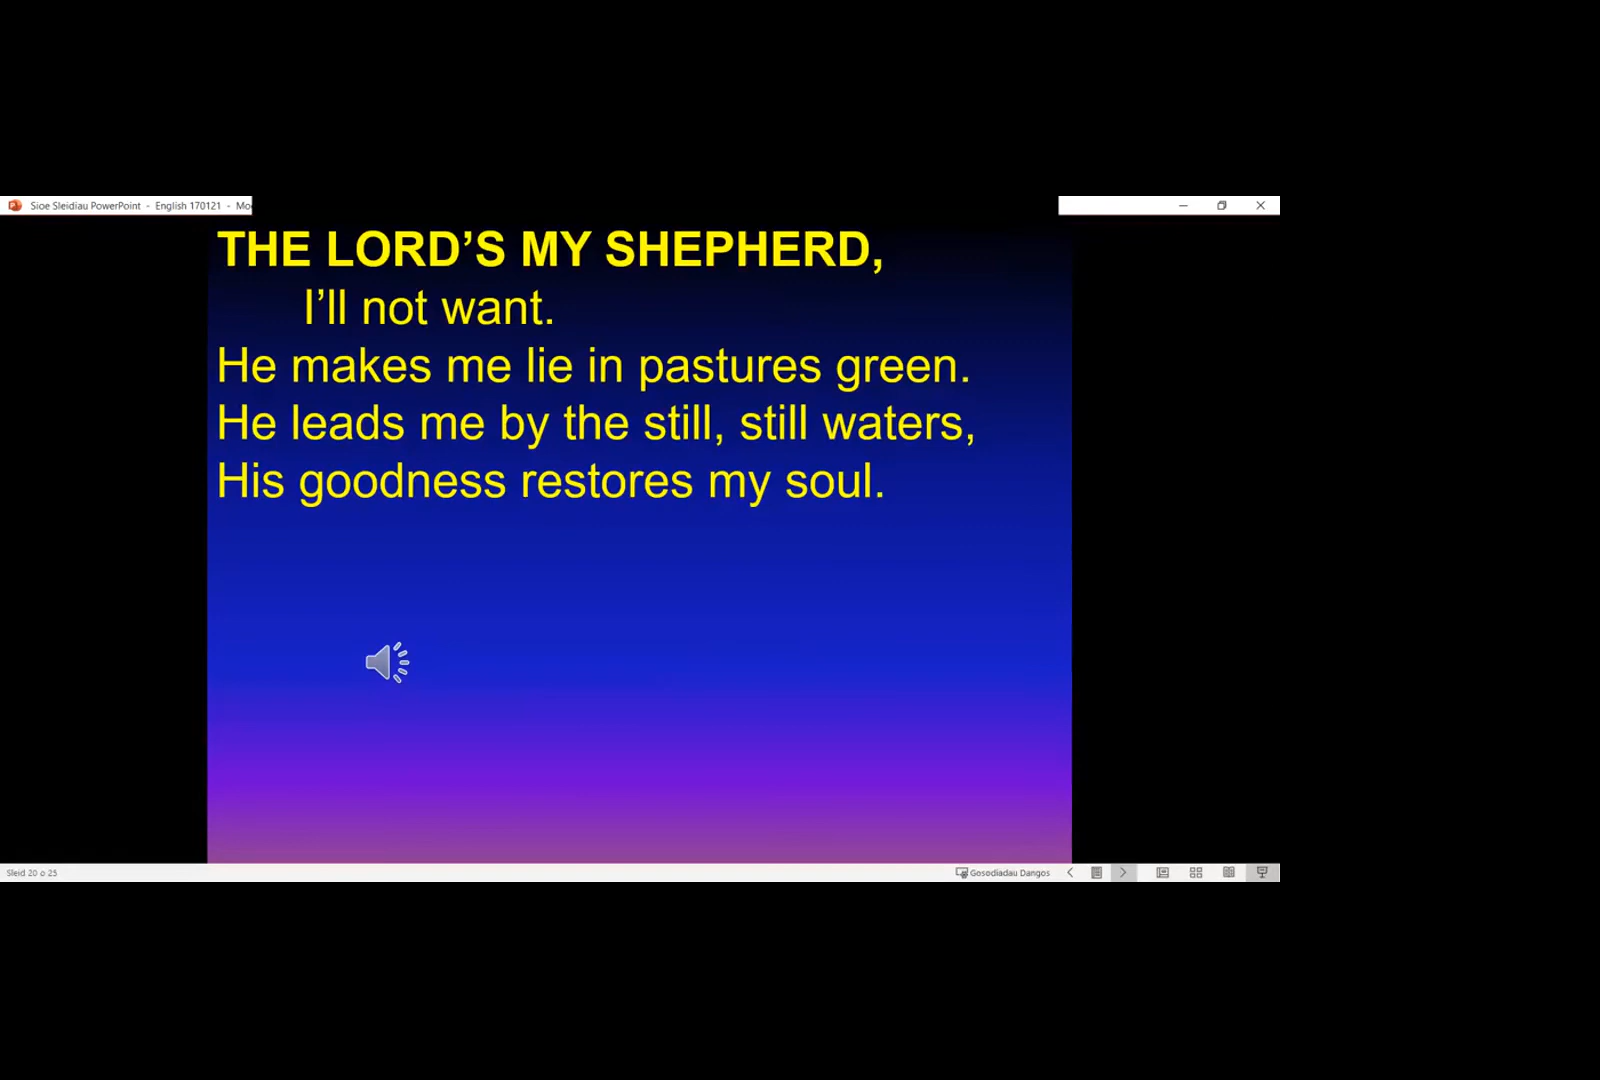 Sioe Sleidiau PowerPoint - English 170121 - Mo
THE LORD’S MY SHEPHERD,
I’ll not want.
He makes me lie in pastures green.
He leads me by the still, still waters,
His goodness restores my soul.
Sleid 20 o 25
Gosodiadau Dangos